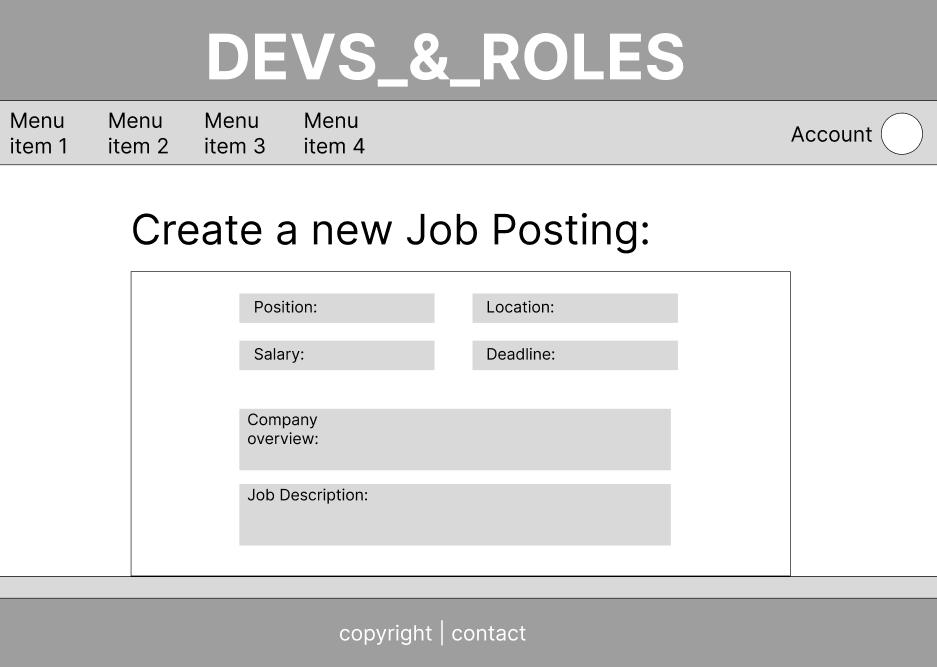 DEVS_&_ROLES
Menu item 1
Menu item 2
Menu item 3
Menu item 4
Account
Create a new Job Posting:
Position:
Location:
Salary:
Deadline:
Company
overview:
Job Description:
copyright | contact